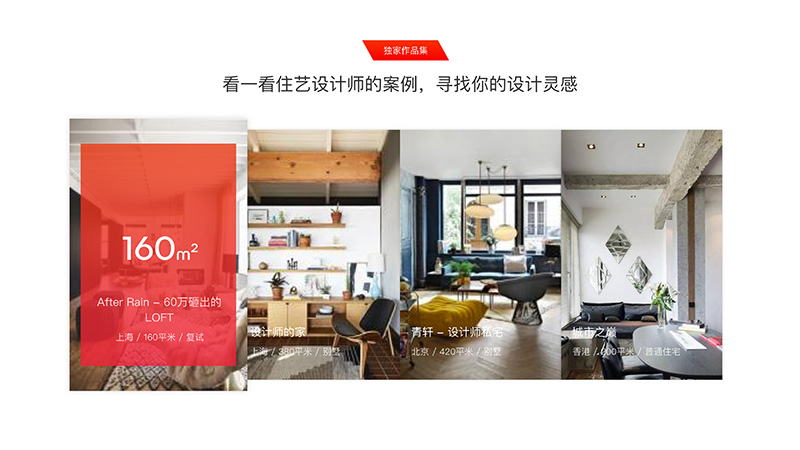 独家作品集
看一看住艺设计师的案例，寻找你的设计灵感
160m²
After Rain - 60万砸出的
LOFT
上海 / 160平米 / 复试
设计师的家
上海 / 380平米 / 别墅
青轩 - 设计师私宅
北京 / 420平米 / 别墅
城市之巅
香港 / 600平米 / 普通住宅